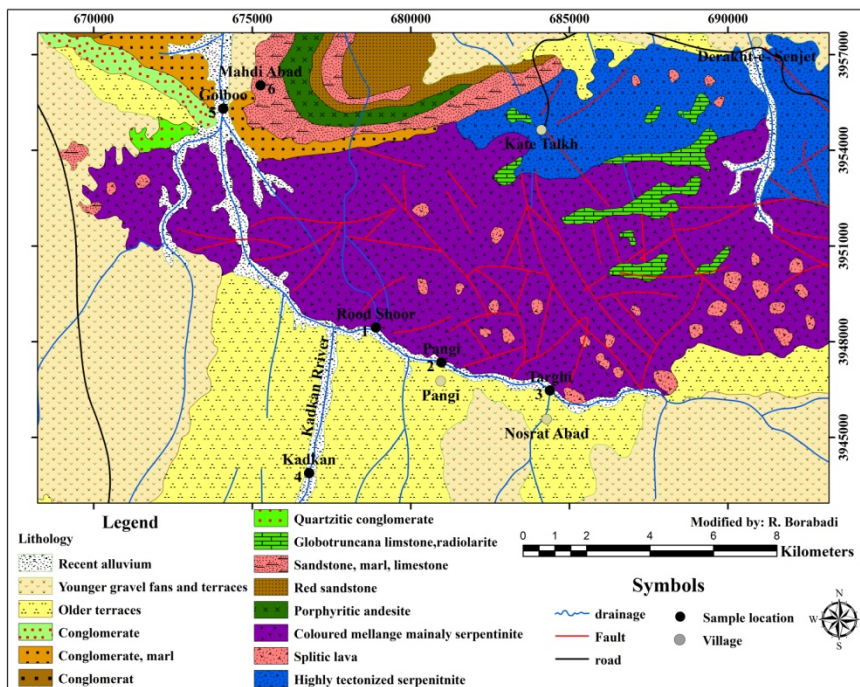 670000 675000 680000 685000 690000
3957000
Derakht-e-Senjet
Mahdi Abad
6
Golboo
5
Kate Talkh
3954000
3951000
Rood Shoor
1
3948000
Pangi
2
Targhi
3
Pangi
Kadkan Rriver
Nosrat Abad
3945000
Kadkan
4
Legend
Lithology
Recent alluvium
Younger gravel fans and terraces
Older terraces
Conglomerate
Conglomerate, marl
Conglomerat
Quartzitic conglomerate
Globotruncana limstone,radiolarite
Sandstone, marl, limestone
Red sandstone
Porphyritic andesite
Coloured mellange mainaly serpentinite
Splitic lava
Highly tectonized serpenitnite
Modified by: R. Borabadi
0 1 2 4 6 8
Kilometers
Symbols
drainage
Fault
road
Sample location
Village
N
W E
S